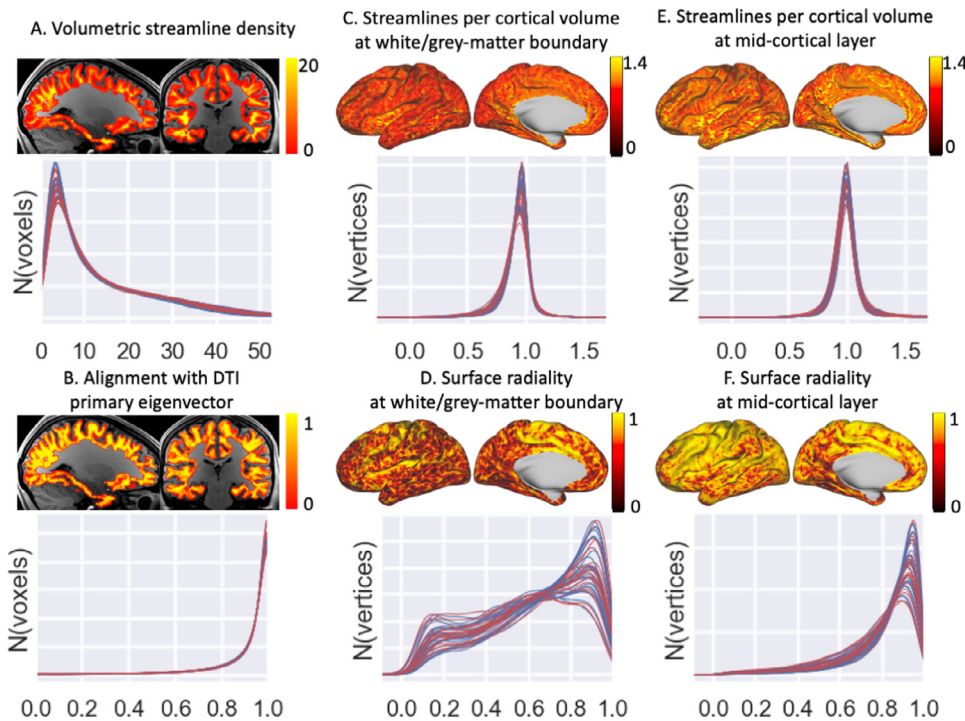 A. Volumetric streamline density
20
0
N(voxels)
0 10 20 30 40 50
B. Alignment with DTI
primary eigenvector
1
0
N(voxels)
0.0 0.2 0.4 0.6 0.8 1.0
C. Streamlines per cortical volume
at white/grey-matter boundary
1.4
0
N(vertices)
0.0 0.5 1.0 1.5
D. Surface radiality
at white/grey-matter boundary
1
0
N(vertices)
0.0 0.2 0.4 0.6 0.8 1.0
E. Streamlines per cortical volume
at mid-cortical layer
1.4
0
N(vertices)
0.0 0.5 1.0 1.5
F. Surface radiality
at mid-cortical layer
1
0
N(vertices)
0.0 0.2 0.4 0.6 0.8 1.0